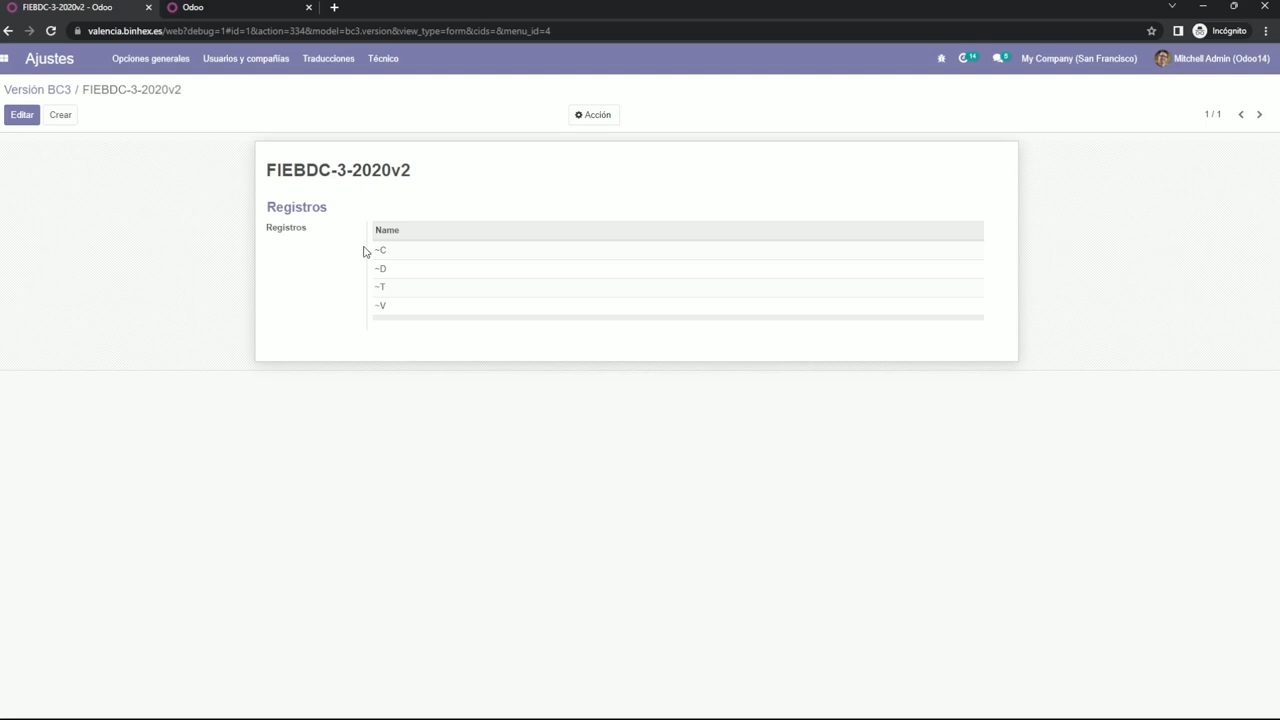 FIEBDC-3-2020v2 - Odoo
Odoo
valencia.binhex.es/web?debug=1#id=1&action=334&model=bc3.version&view_type=form&cids=&menu_id=4
Incógnito
Ajustes
Opciones generales
Usuarios y compañías
Traducciones
Técnico
14
5
My Company (San Francisco)
Mitchell Admin (Odoo14)
Versión BC3 / FIEBDC-3-2020v2
Editar
Crear
Acción
1 / 1
FIEBDC-3-2020v2
Registros
Registros
Name
~C
~D
~T
~V